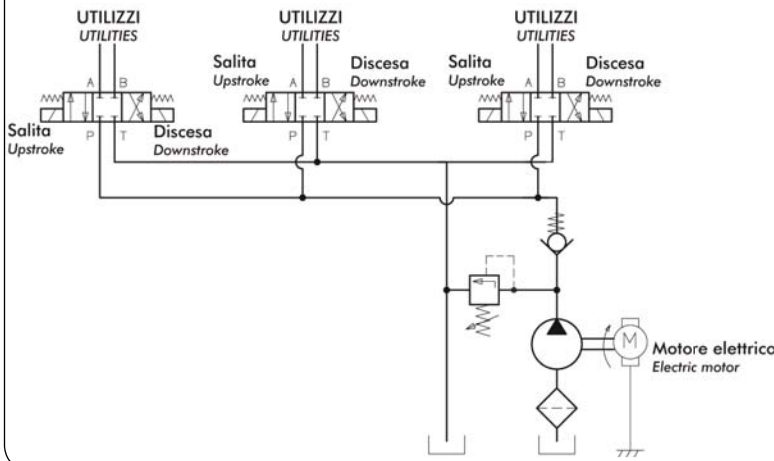 UTILIZZI
UTILITIES
UTILIZZI
UTILITIES
UTILIZZI
UTILITIES
Salita
Upstroke
Discesa
Downstroke
Salita
Upstroke
Discesa
Downstroke
A B
A B
A B
P T
P T
P T
Salita
Upstroke
Discesa
Downstroke
M
Motore elettrico
Electric motor